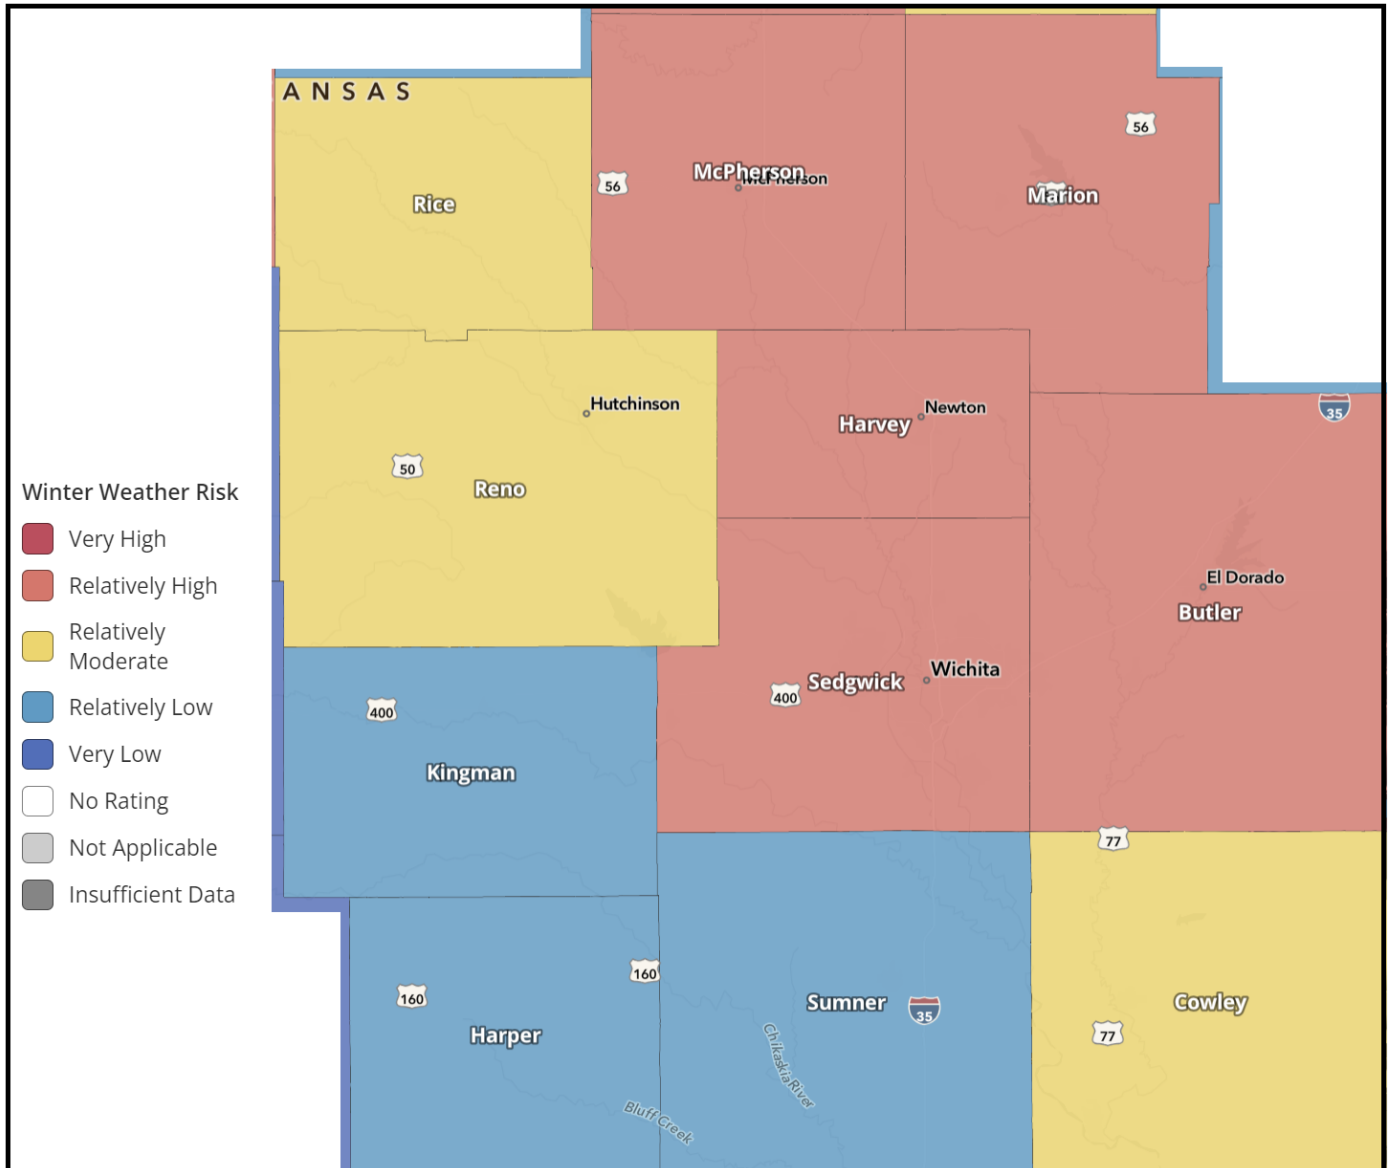 ANSAS
56
McPherson
McPherson
56
Marion
Rice
Hutchinson
Newton
Harvey
35
50
Reno
Winter Weather Risk
Very High
Relatively High
Relatively
Moderate
Relatively Low
Very Low
No Rating
Not Applicable
Insufficient Data
El Dorado
Butler
Wichita
Sedgwick
400
400
Kingman
77
160
160
Harper
Sumner
35
Cowley
77
Chikaskia River
Bluff Creek